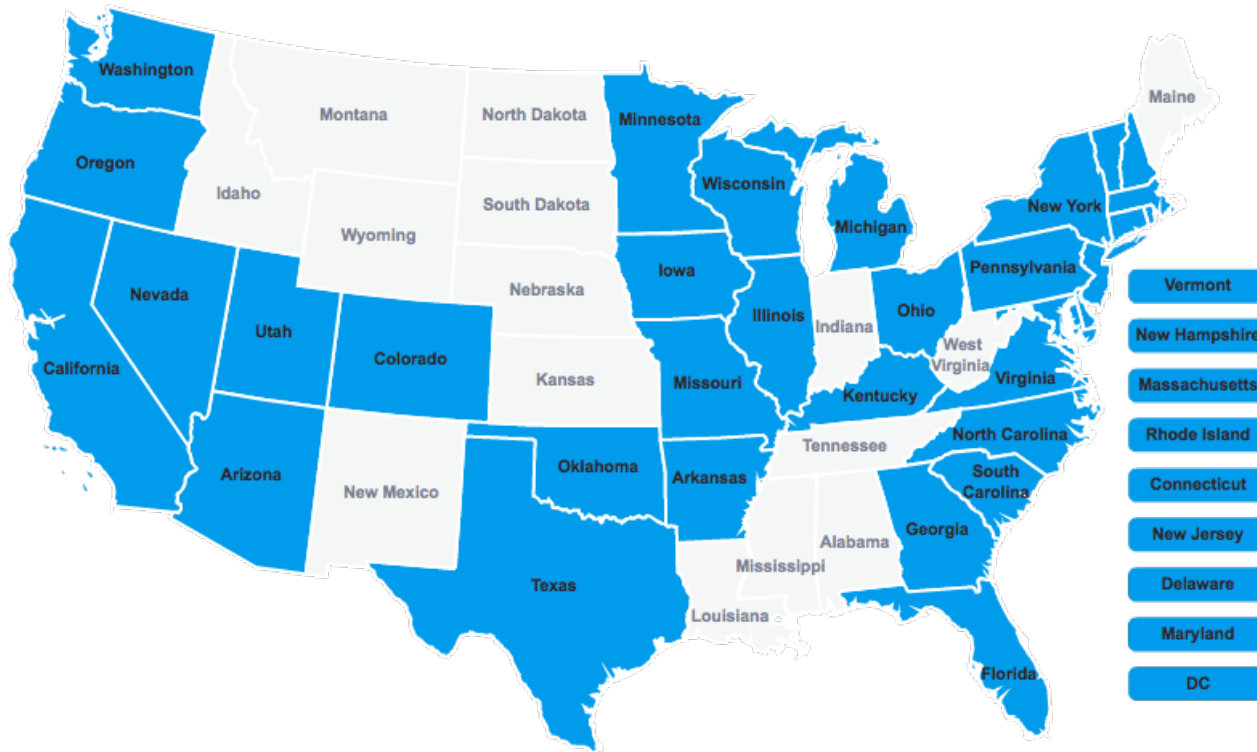 Washington
Montana
North Dakota
Minnesota
Maine
Oregon
Idaho
Wyoming
South Dakota
Wisconsin
Michigan
New York
Nevada
Utah
Colorado
Nebraska
Iowa
Illinois
Indiana
Ohio
Pennsylvania
West
Virginia
Vermont
New Hampshire
California
Kansas
Missouri
Kentucky
Virginia
Massachusetts
Arizona
New Mexico
Oklahoma
Arkansas
Tennessee
North Carolina
South
Carolina
Rhode Island
Connecticut
Texas
Louisiana
Mississippi
Alabama
Georgia
New Jersey
Delaware
Maryland
Florida
DC